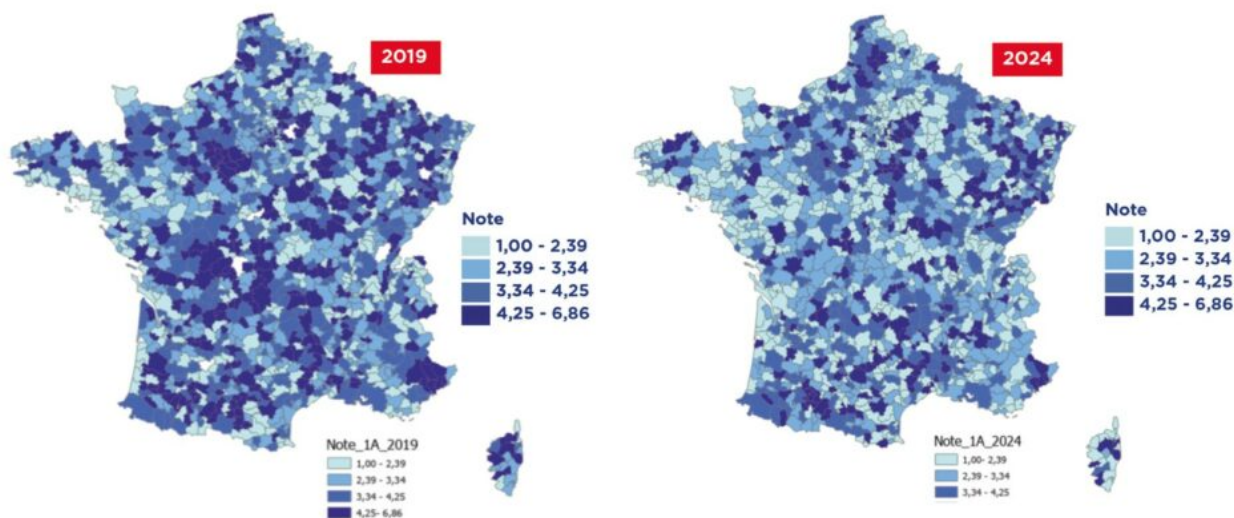 2019
Note
1,00 - 2,39
2,39 - 3,34
3,34 - 4,25
4,25 - 6,86
Note_1A_2019
1,00 - 2,39
2,39 - 3,34
3,34 - 4,25
4,25- 6,86
2024
Note
1,00 - 2,39
2,39 - 3,34
3,34 - 4,25
4,25 - 6,86
Note_1A_2024
1,00- 2,39
2,39 - 3,34
3,34 - 4,25